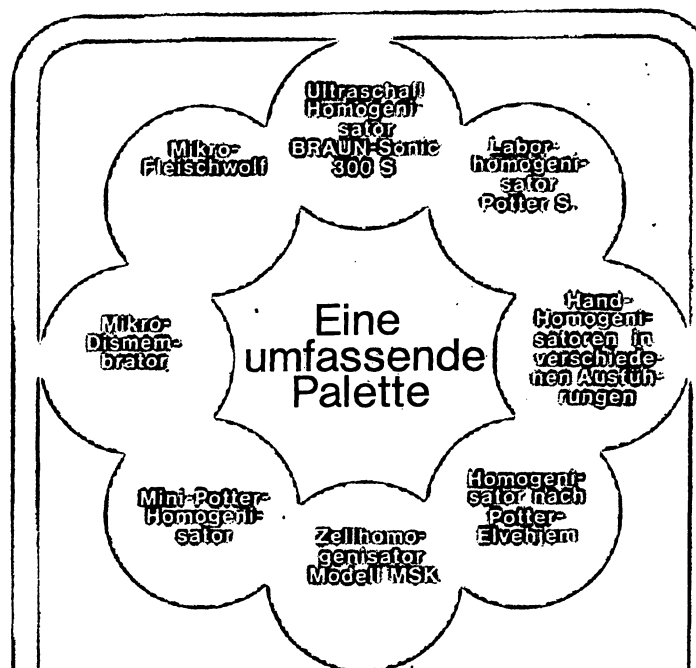 Ultraschall
Homogeni-
sator
BRAUN-Sonic
300 S
Mikro-
Fleischwolf
Labor-
homogeni-
sator
Potter S.
Eine
umfassende
Palette
Mikro-
Dismem-
brator
Hand-
Homogeni-
satoren in
verschiede-
nen Ausfüh-
rungen
Mini-Potter-
Homogeni-
sator
Homogeni-
sator nach
Potter-
Elvehjem
Zellhomo-
genisator
Modell MSK